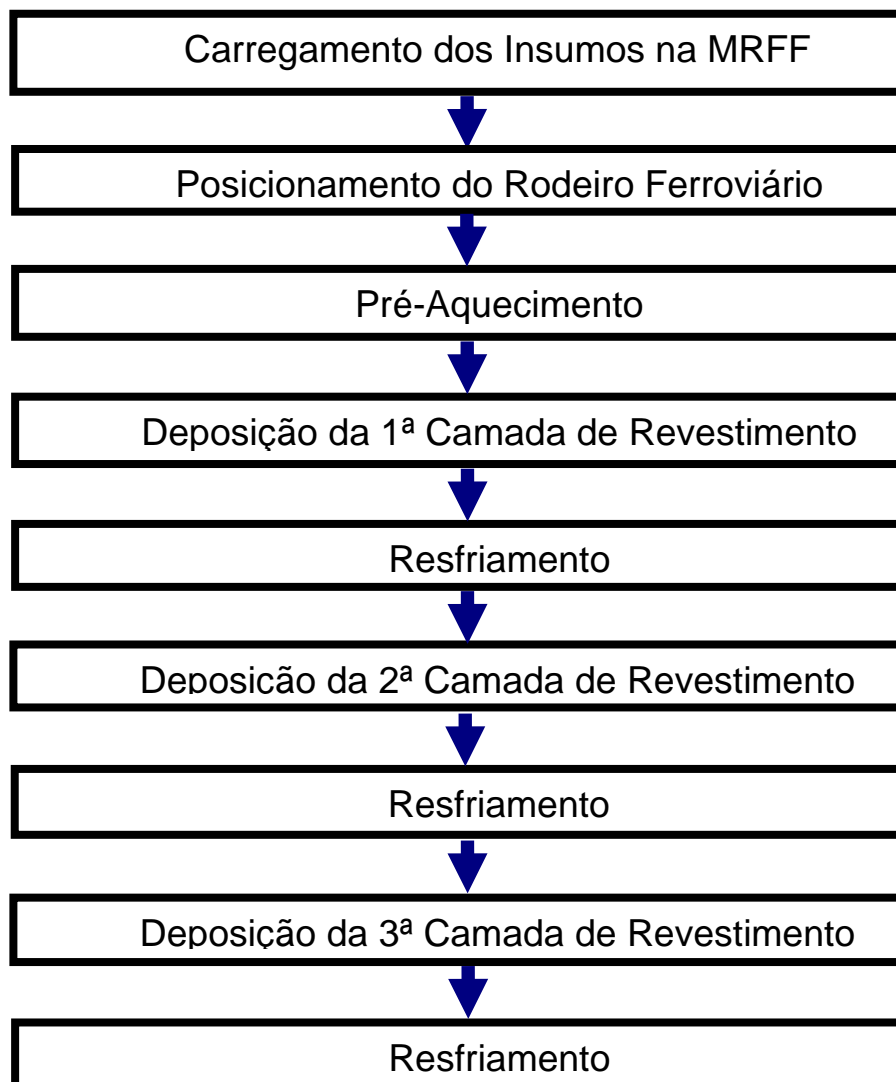 Carregamento dos Insumos na MRFF
Posicionamento do Rodeiro Ferroviário
Pré-Aquecimento
Deposição da 1ª Camada de Revestimento
Resfriamento
Deposição da 2ª Camada de Revestimento
Resfriamento
Deposição da 3ª Camada de Revestimento
Resfriamento